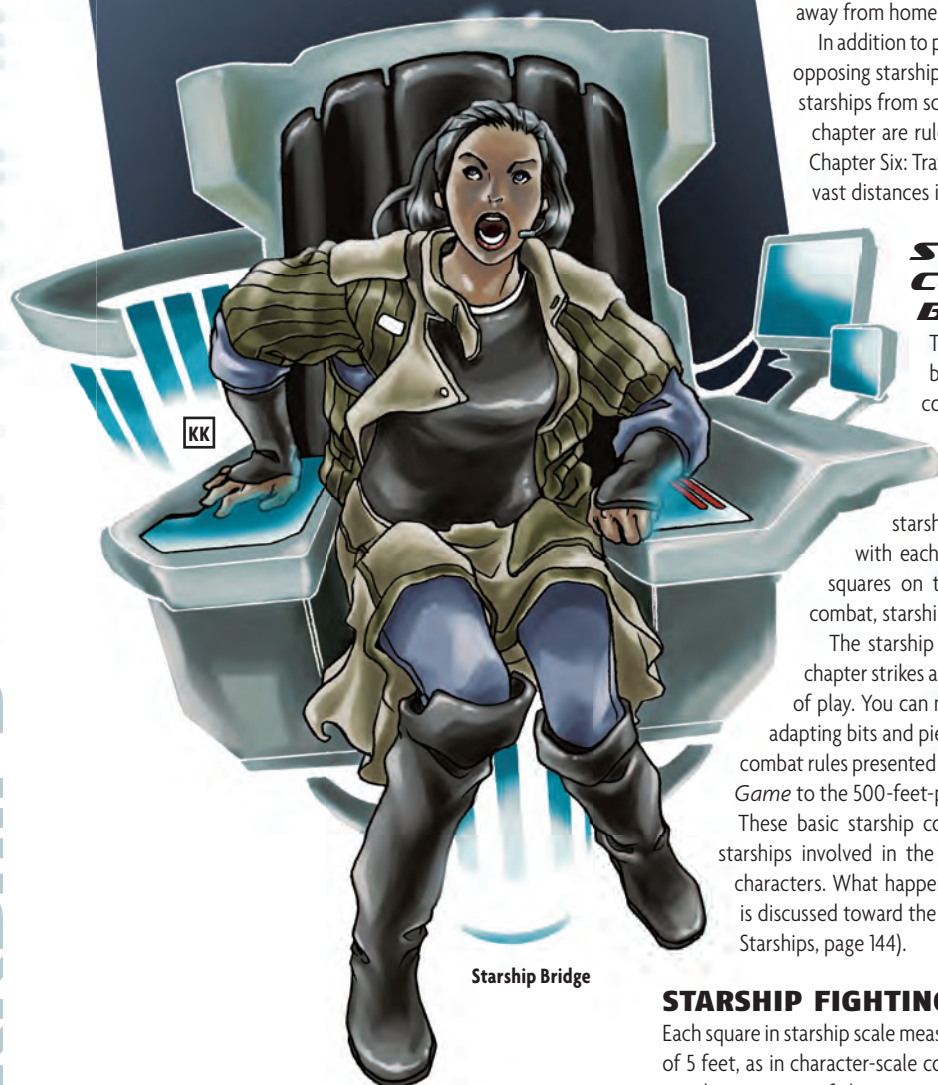 away from home
In addition to p
opposing starship
starships from sc
chapter are rul
Chapter Six: Tra
vast distances i
S
C
B
T
b
co
starsh
with each
squares on t
combat, starshi
The starship
chapter strikes a
of play. You can
adapting bits and pie
combat rules presented
Game to the 500-feet-p
These basic starship co
starships involved in the
characters. What happe
is discussed toward the
Starships, page 144).
KK
Starship Bridge
STARSHIP FIGHTING
Each square in starship scale meas
of 5 feet, as in character-scale co